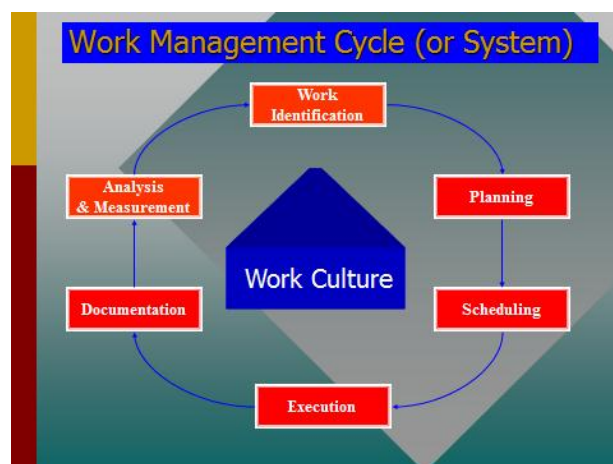 Work Management Cycle (or System)
Work
Identification
Analysis
& Measurement
Planning
Work Culture
Documentation
Scheduling
Execution